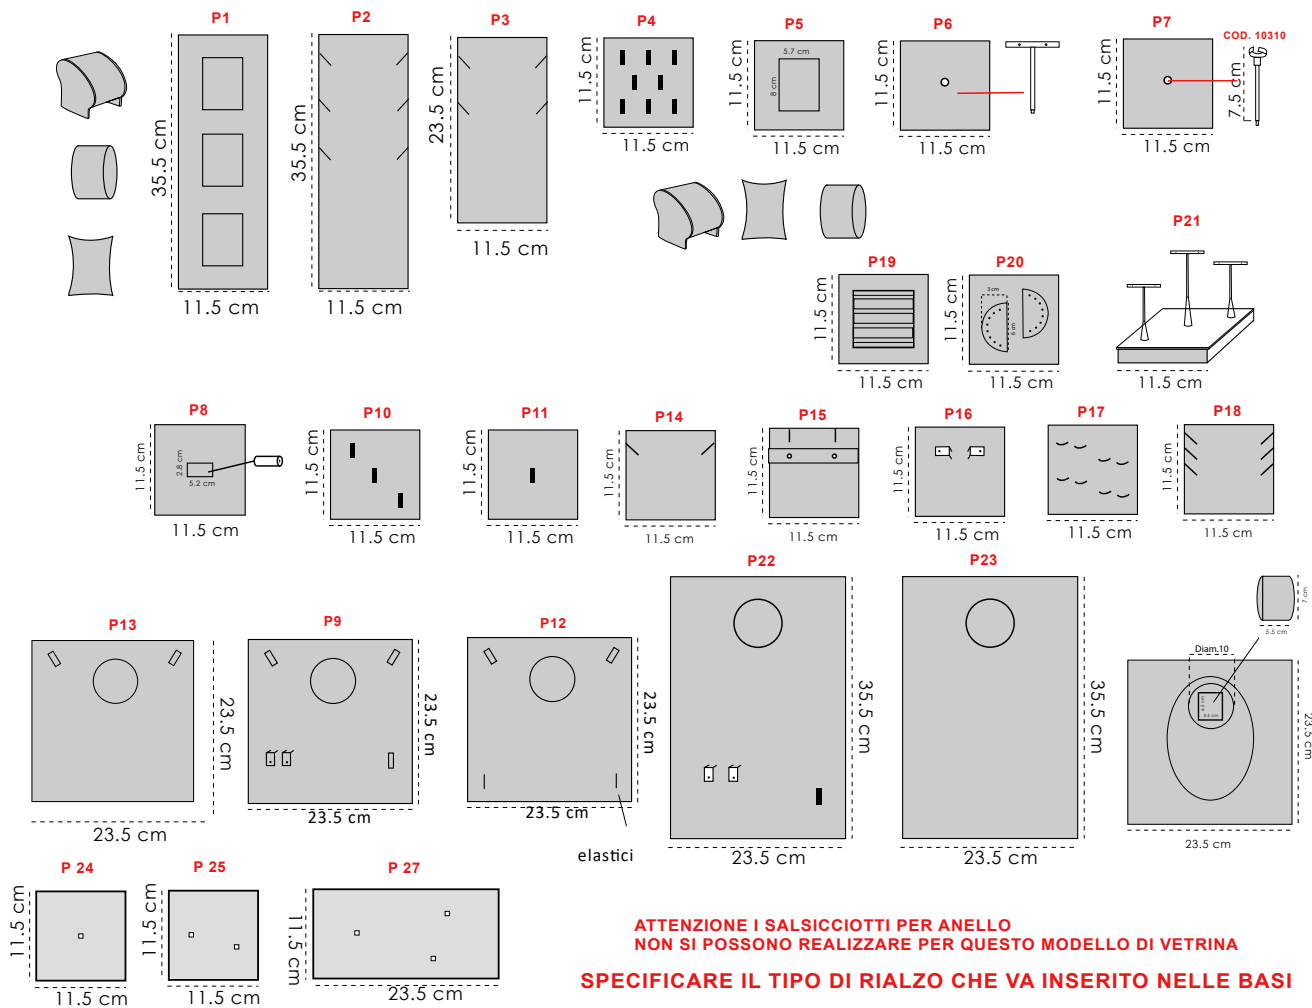 P1
35.5 cm
11.5 cm
P2
35.5 cm
11.5 cm
P3
23.5 cm
11.5 cm
P4
11.5 cm
11.5 cm
P5
5.7 cm
8 cm
11.5 cm
11.5 cm
P6
11.5 cm
11.5 cm
P7
COD. 10310
11.5 cm
7.5 cm
11.5 cm
P19
11.5 cm
11.5 cm
P20
3 cm
6 cm
11.5 cm
11.5 cm
P21
11.5 cm
P8
11.5 cm
2.8 cm
5.2 cm
11.5 cm
P10
11.5 cm
11.5 cm
P11
11.5 cm
11.5 cm
P14
11.5 cm
11.5 cm
P15
11.5 cm
11.5 cm
P16
11.5 cm
11.5 cm
P17
11.5 cm
11.5 cm
P18
11.5 cm
11.5 cm
P13
23.5 cm
23.5 cm
P9
23.5 cm
23.5 cm
P12
23.5 cm
23.5 cm
elastici
P22
35.5 cm
23.5 cm
P23
35.5 cm
23.5 cm
7 cm
5.5 cm
Diam.10
23.5 cm
23.5 cm
P 24
11.5 cm
11.5 cm
P 25
11.5 cm
11.5 cm
P 27
11.5 cm
23.5 cm
ATTENZIONE I SALSICCIOTTI PER ANELLO
NON SI POSSONO REALIZZARE PER QUESTO MODELLO DI VETRINA
SPECIFICARE IL TIPO DI RIALZO CHE VA INSERITO NELLE BASI